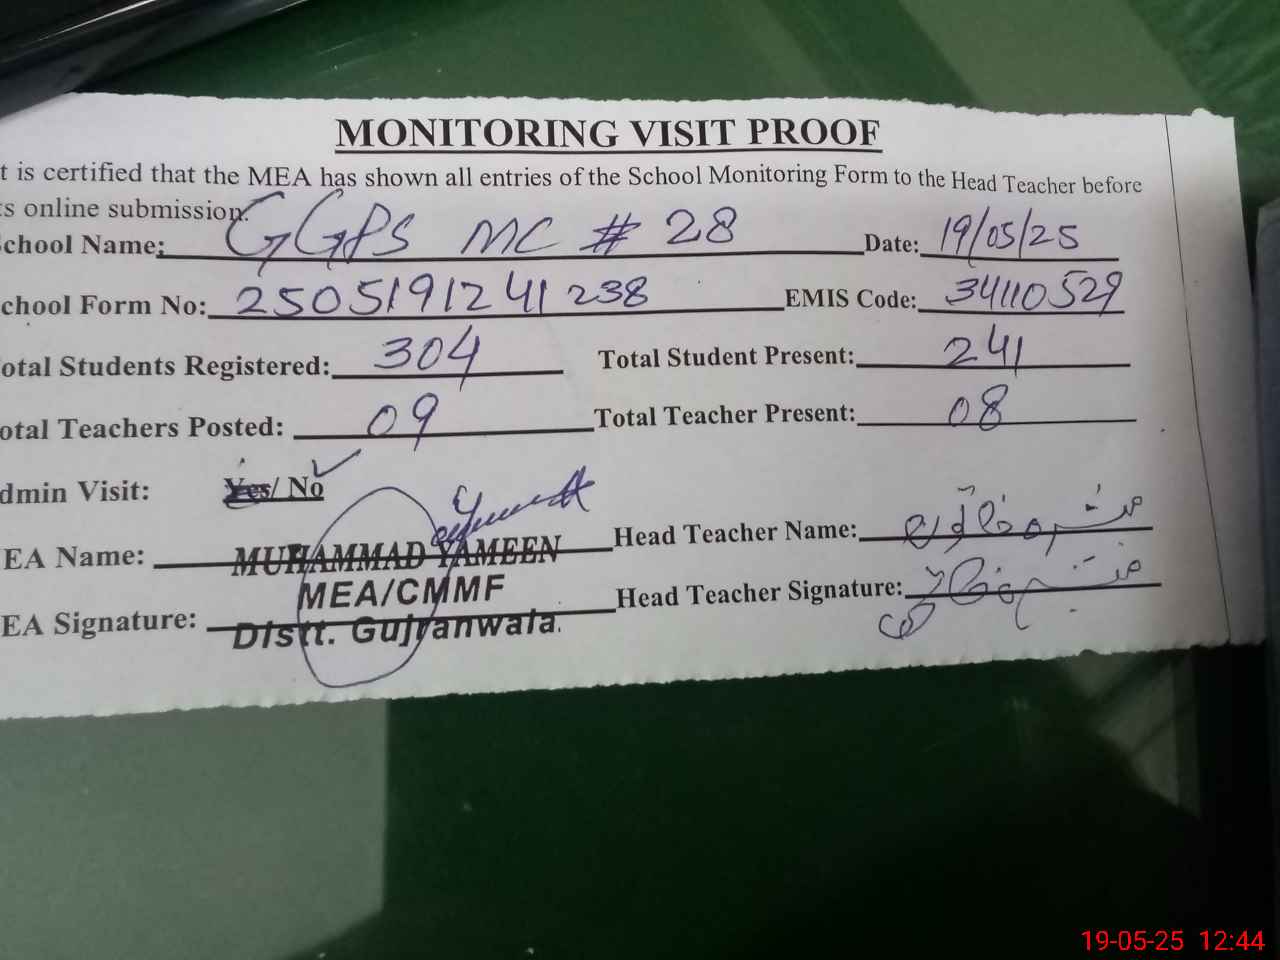 MONITORING VISIT PROOF
t is certified that the MEA has shown all entries of the School Monitoring Form to the Head Teacher before
ts online submission.
chool Name: GGPS MC # 28 Date: 19/05/25
chool Form No: 2505191241238 EMIS Code: 34110529
otal Students Registered: 304 Total Student Present: 241
otal Teachers Posted: 09 Total Teacher Present: 08
dmin Visit: Yes/ No
EA Name: MUHAMMAD YAMEEN Head Teacher Name:
MEA/CMMF
EA Signature: Distt. Gujranwala. Head Teacher Signature:
19-05-25 12:44